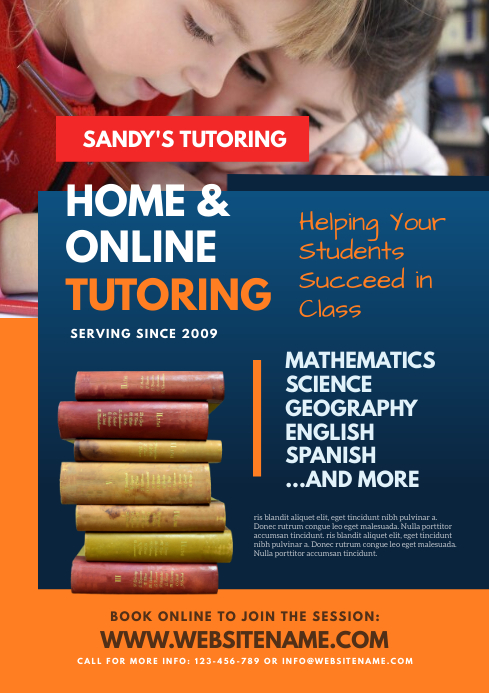 SANDY'S TUTORING
HOME &
ONLINE
TUTORING
SERVING SINCE 2009
Helping Your
Students
Succeed in
Class
MATHEMATICS
SCIENCE
GEOGRAPHY
ENGLISH
SPANISH
...AND MORE
ris blandit aliquet elit, eget tincidunt nibh pulvinar a.
Donec rutrum congue leo eget malesuada. Nulla porttitor
accumsan tincidunt. ris blandit aliquet elit, eget tincidunt
nibh pulvinar a. Donec rutrum congue leo eget malesuada.
Nulla porttitor accumsan tincidunt.
BOOK ONLINE TO JOIN THE SESSION:
WWW.WEBSITENAME.COM
CALL FOR MORE INFO: 123-456-789 OR INFO@WEBSITENAME.COM